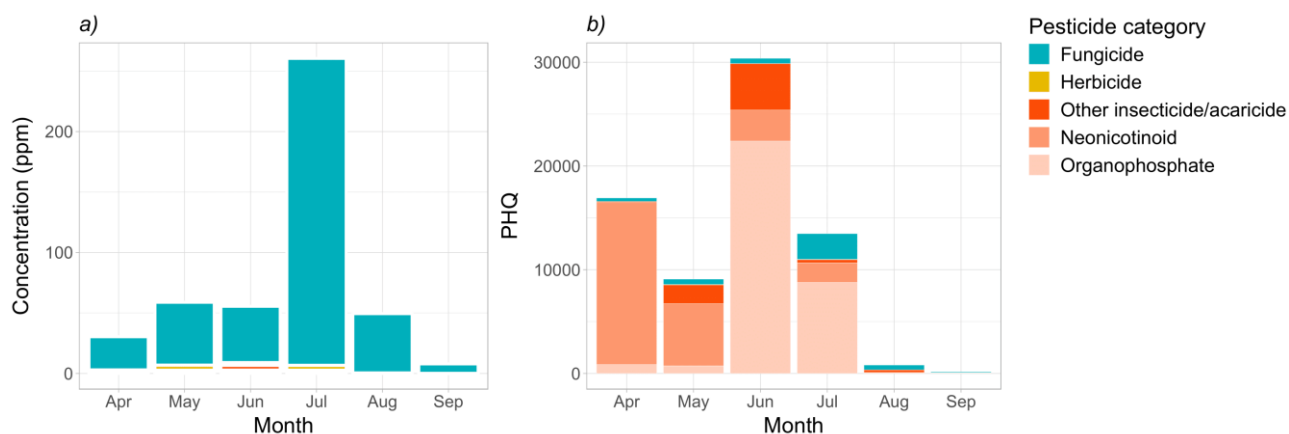 a)
Concentration (ppm)
200
100
0
Apr May Jun Jul Aug Sep
Month
b)
PHQ
30000
20000
10000
0
Apr May Jun Jul Aug Sep
Month
Pesticide category
Fungicide
Herbicide
Other insecticide/acaricide
Neonicotinoid
Organophosphate